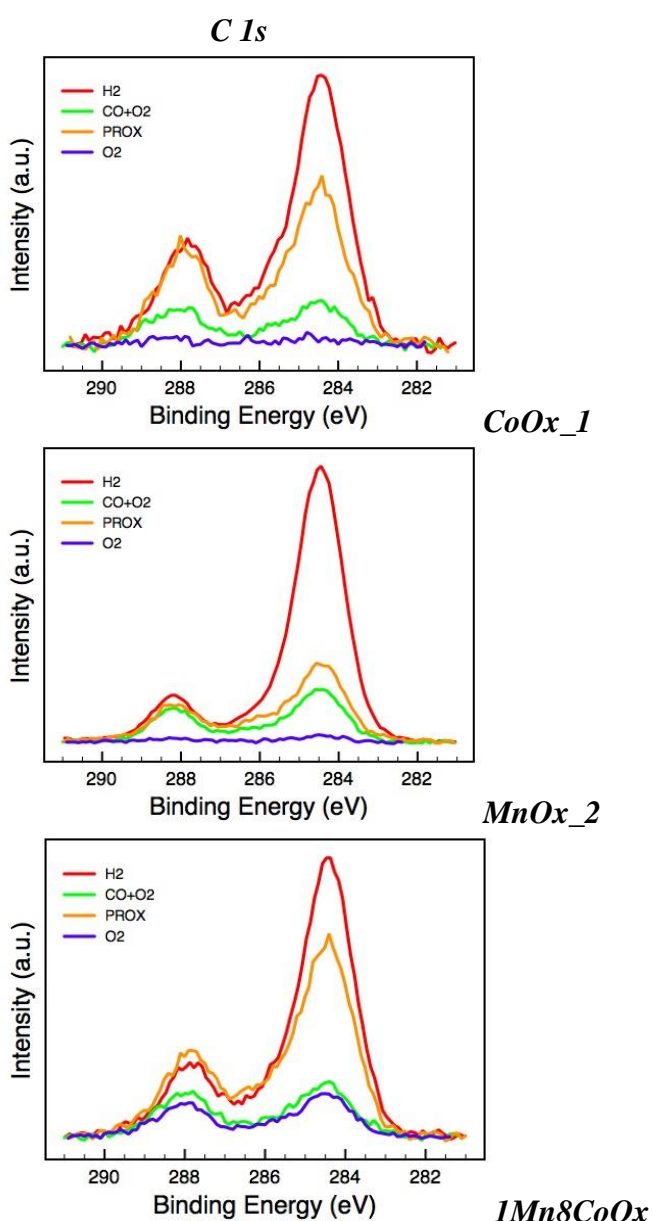 C 1s
Intensity (a.u.)
H2
CO+O2
PROX
O2
290 288 286 284 282
Binding Energy (eV)
CoOx_1
Intensity (a.u.)
H2
CO+O2
PROX
O2
290 288 286 284 282
Binding Energy (eV)
MnOx_2
Intensity (a.u.)
H2
CO+O2
PROX
O2
290 288 286 284 282
Binding Energy (eV)
1Mn8CoOx